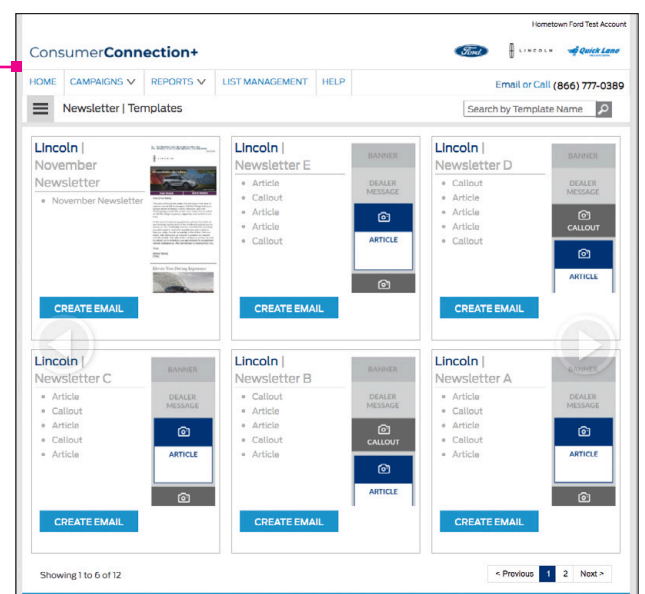 Hometown Ford Test Account
ConsumerConnection+
Ford
LINCOLN
Quick Lane
HOME
CAMPAIGNS
REPORTS
LIST MANAGEMENT
HELP
Email or Call (866) 777-0389
Newsletter | Templates
Search by Template Name
Lincoln |
November
Newsletter
November Newsletter
CREATE EMAIL
Lincoln |
Newsletter E
Article
Callout
Article
Article
Callout
BANNER
DEALER
MESSAGE
ARTICLE
CREATE EMAIL
Lincoln |
Newsletter D
Callout
Article
Article
Article
Callout
BANNER
DEALER
MESSAGE
CALLOUT
ARTICLE
CREATE EMAIL
Lincoln |
Newsletter C
Article
Callout
Article
Callout
Article
BANNER
DEALER
MESSAGE
ARTICLE
CREATE EMAIL
Lincoln |
Newsletter B
Callout
Article
Article
Callout
Article
BANNER
DEALER
MESSAGE
CALLOUT
ARTICLE
CREATE EMAIL
Lincoln |
Newsletter A
Article
Callout
Article
Callout
Article
BANNER
DEALER
MESSAGE
ARTICLE
CREATE EMAIL
Showing 1 to 6 of 12
< Previous 1 2 Next >